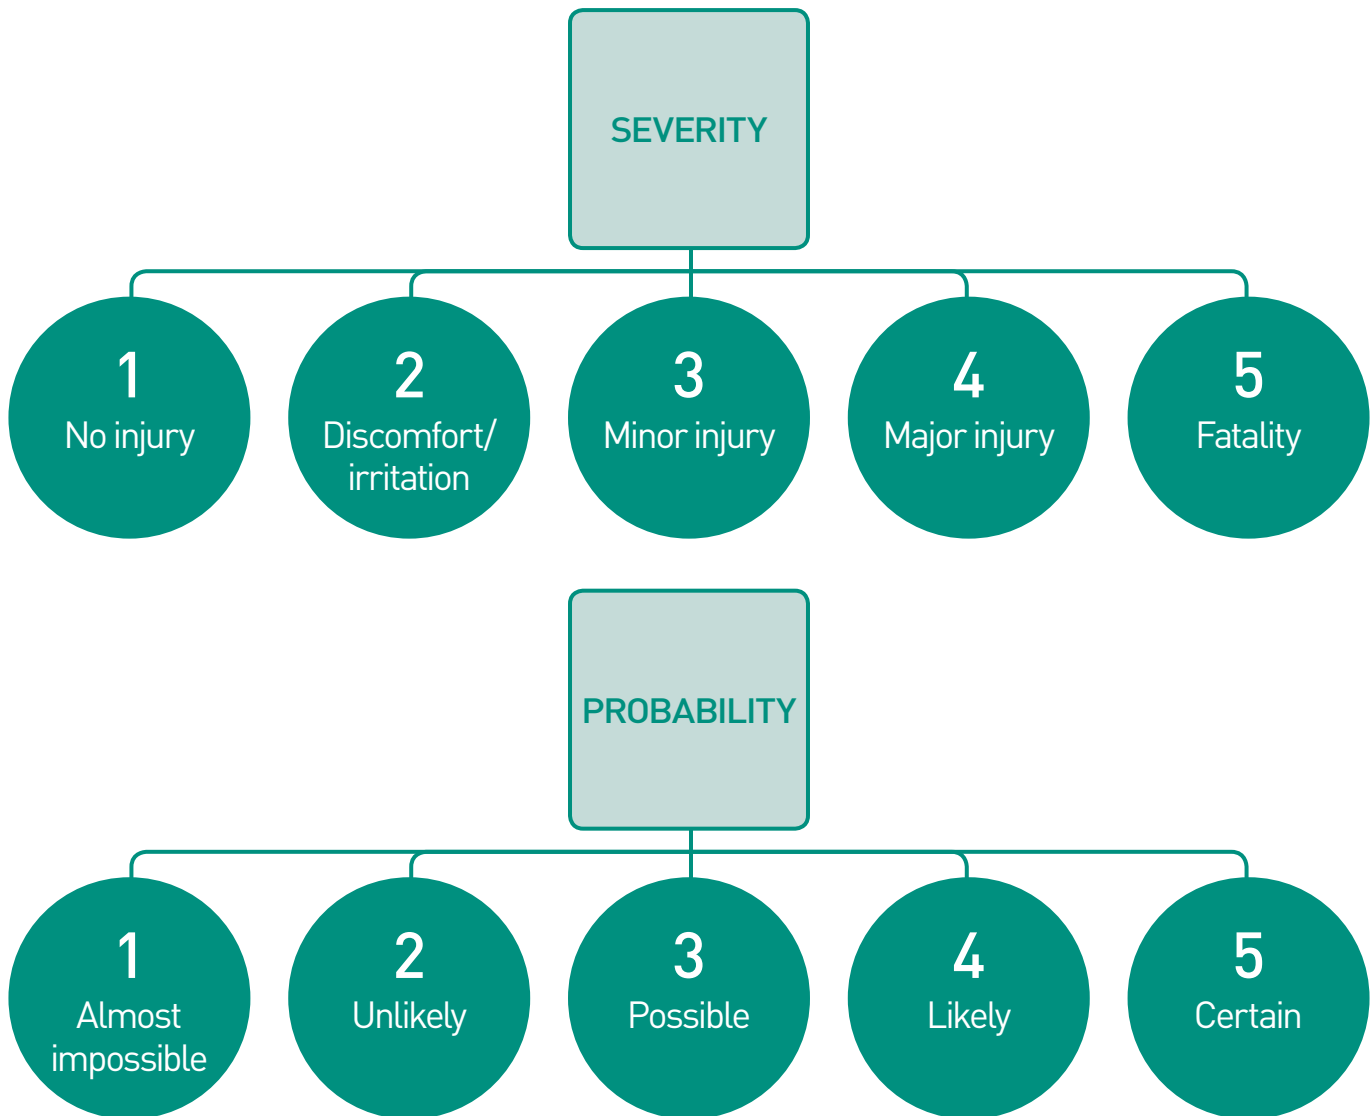 SEVERITY
1
No injury
2
Discomfort/
irritation
3
Minor injury
4
Major injury
5
Fatality
PROBABILITY
1
Almost
impossible
2
Unlikely
3
Possible
4
Likely
5
Certain